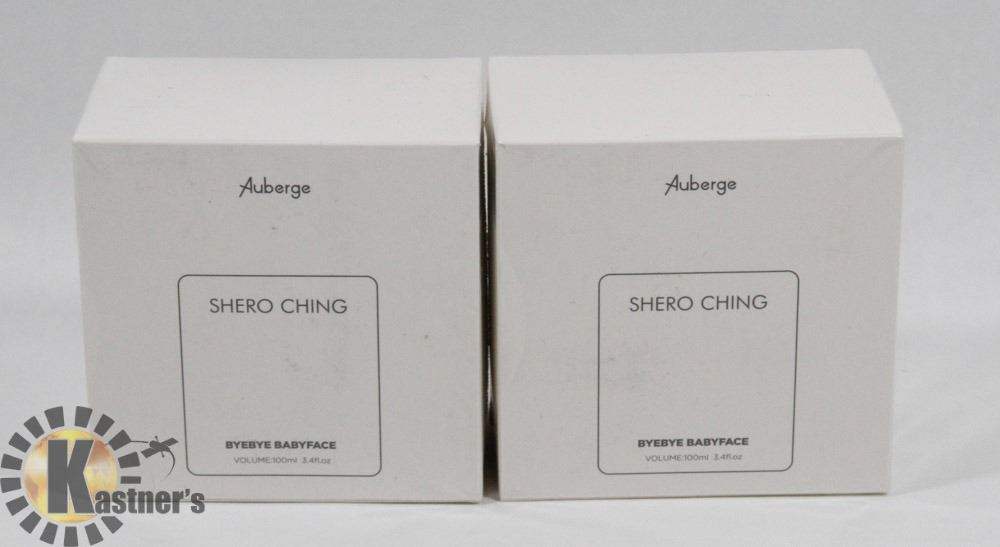 Auberge
SHERO CHING
BYEBYE BABYFACE
VOLUME:100ml 3.4fl.oz
Auberge
SHERO CHING
BYEBYE BABYFACE
VOLUME:100ml 3.4fl.oz
Kastner's